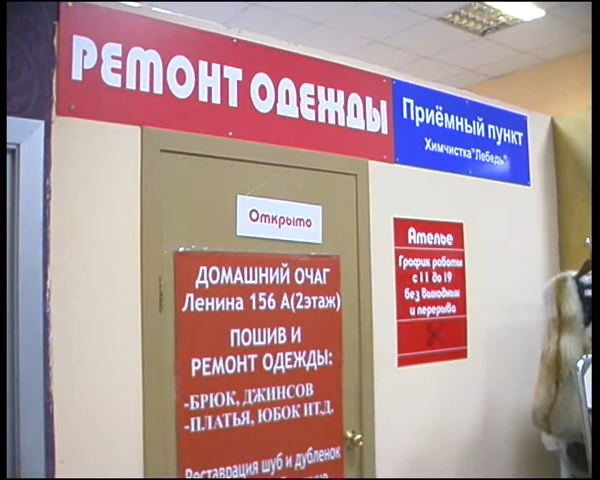 РЕМОНТ ОДЕЖДЫ
Приёмный пункт
Химчистка"Лебедь"
Открыто
Ателье
График работы
с 11 до 19
без выходных
и перерыва
ДОМАШНИЙ ОЧАГ
Ленина 156 А(2этаж)
ПОШИВ И
РЕМОНТ ОДЕЖДЫ:
-БРЮК, ДЖИНСОВ
-ПЛАТЬЯ, ЮБОК ИТ.Д.
Реставрация шуб и дубленок